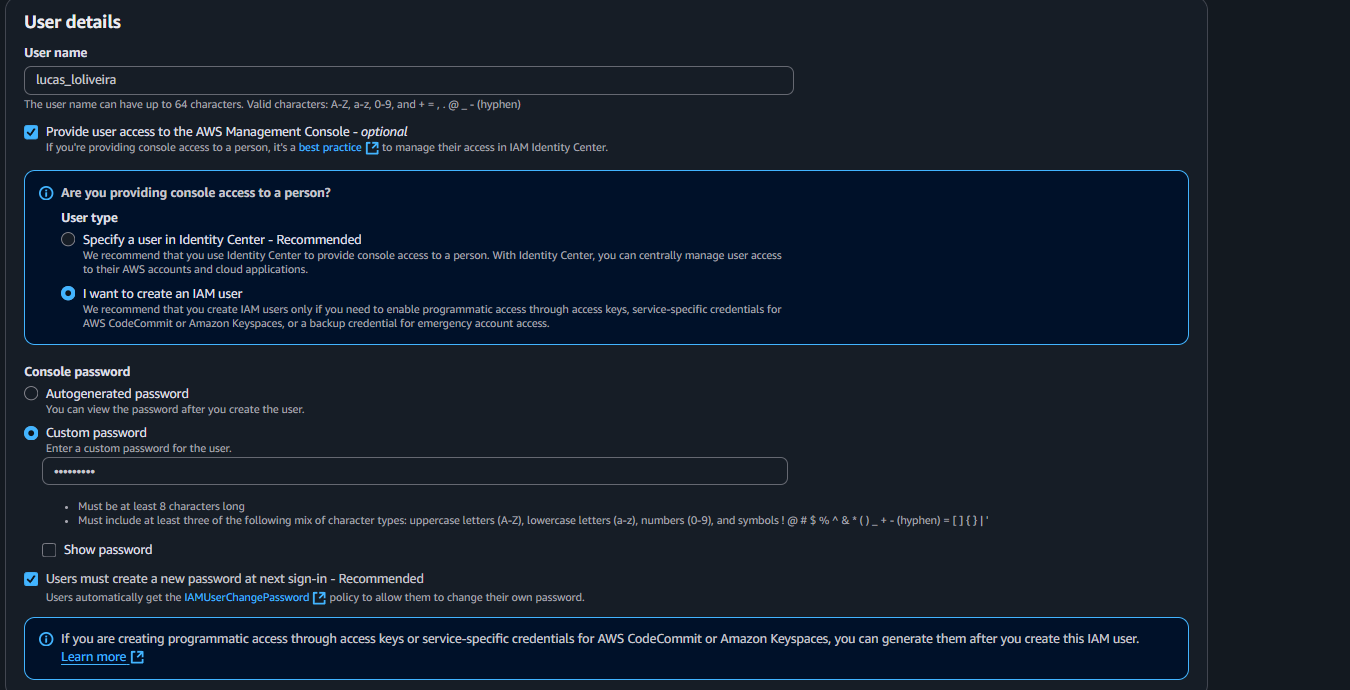 User details
User name
lucas_loliveira
The user name can have up to 64 characters. Valid characters: A-Z, a-z, 0-9, and + = , . @ _ - (hyphen)
Provide user access to the AWS Management Console - optional
If you're providing console access to a person, it's a best practice to manage their access in IAM Identity Center.
Are you providing console access to a person?
User type
Specify a user in Identity Center - Recommended
We recommend that you use Identity Center to provide console access to a person. With Identity Center, you can centrally manage user access
to their AWS accounts and cloud applications.
I want to create an IAM user
We recommend that you create IAM users only if you need to enable programmatic access through access keys, service-specific credentials for
AWS CodeCommit or Amazon Keyspaces, or a backup credential for emergency account access.
Console password
Autogenerated password
You can view the password after you create the user.
Custom password
Enter a custom password for the user.
•••••••••
Must be at least 8 characters long
Must include at least three of the following mix of character types: uppercase letters (A-Z), lowercase letters (a-z), numbers (0-9), and symbols ! @ # $ % ^ & * ( ) _ + - (hyphen) = [ ] { } | '
Show password
Users must create a new password at next sign-in - Recommended
Users automatically get the IAMUserChangePassword policy to allow them to change their own password.
If you are creating programmatic access through access keys or service-specific credentials for AWS CodeCommit or Amazon Keyspaces, you can generate them after you create this IAM user.
Learn more